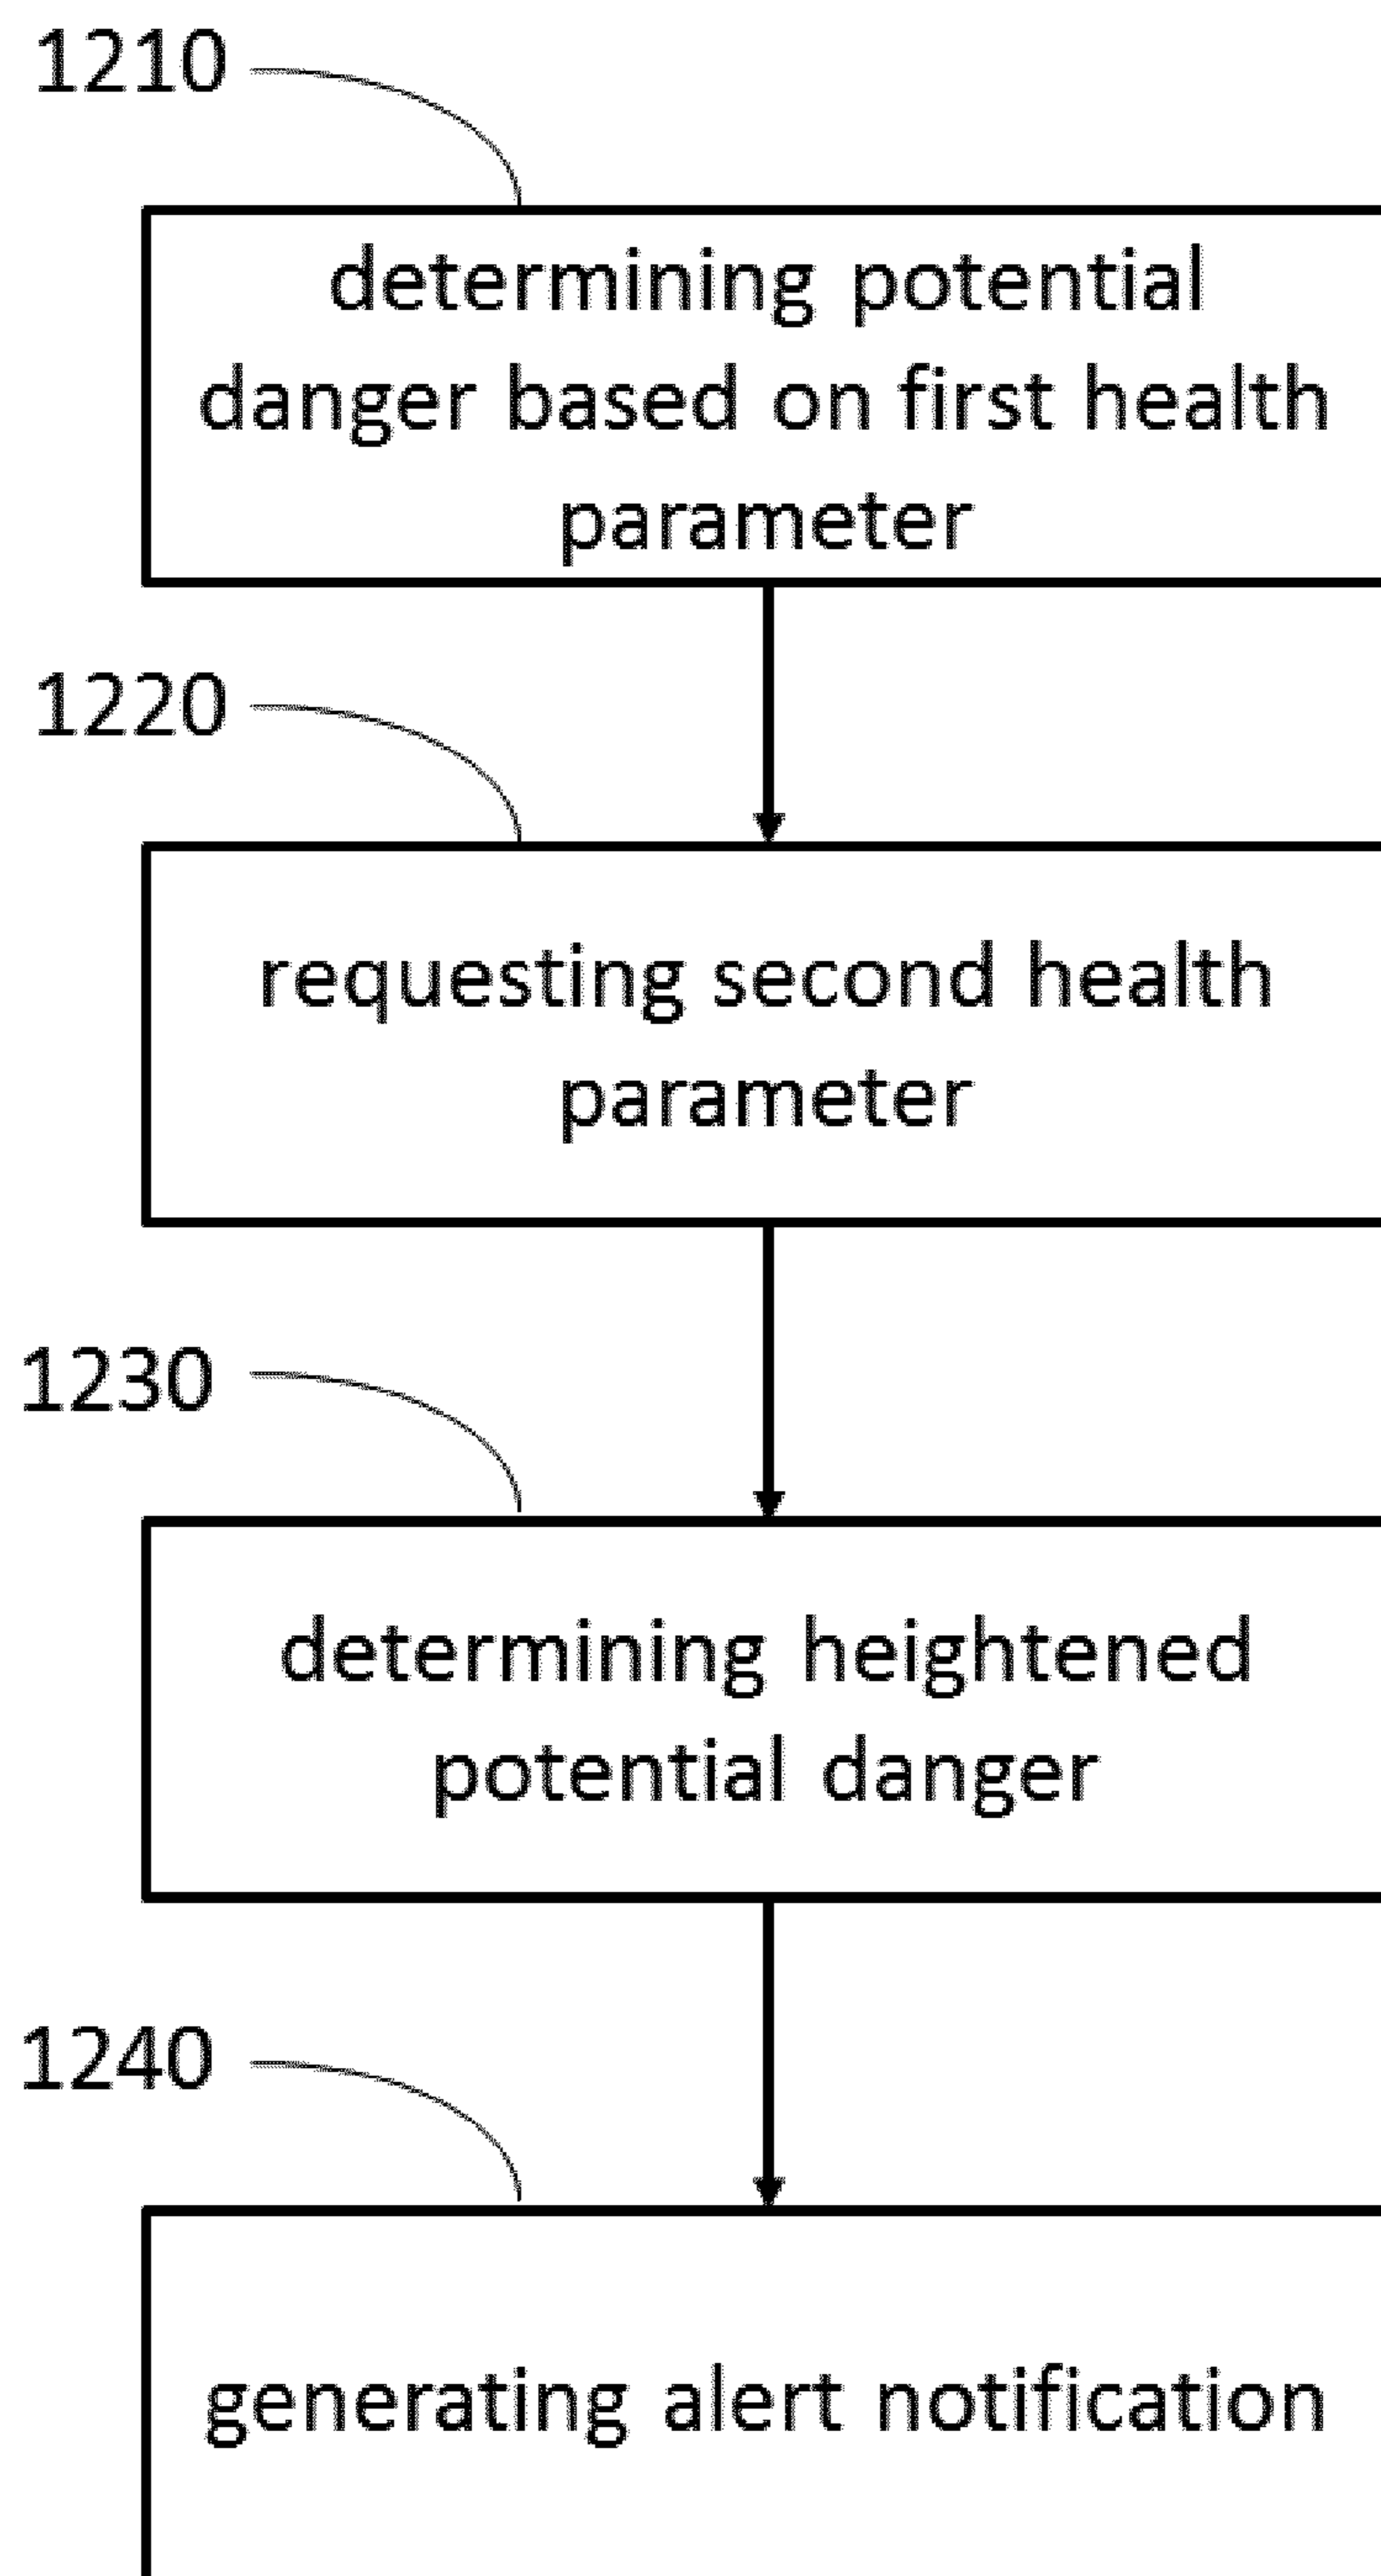 1210
determining potential
danger based on first health
parameter
1220
requesting second health
parameter
1230
determining heightened
potential danger
1240
generating alert notification